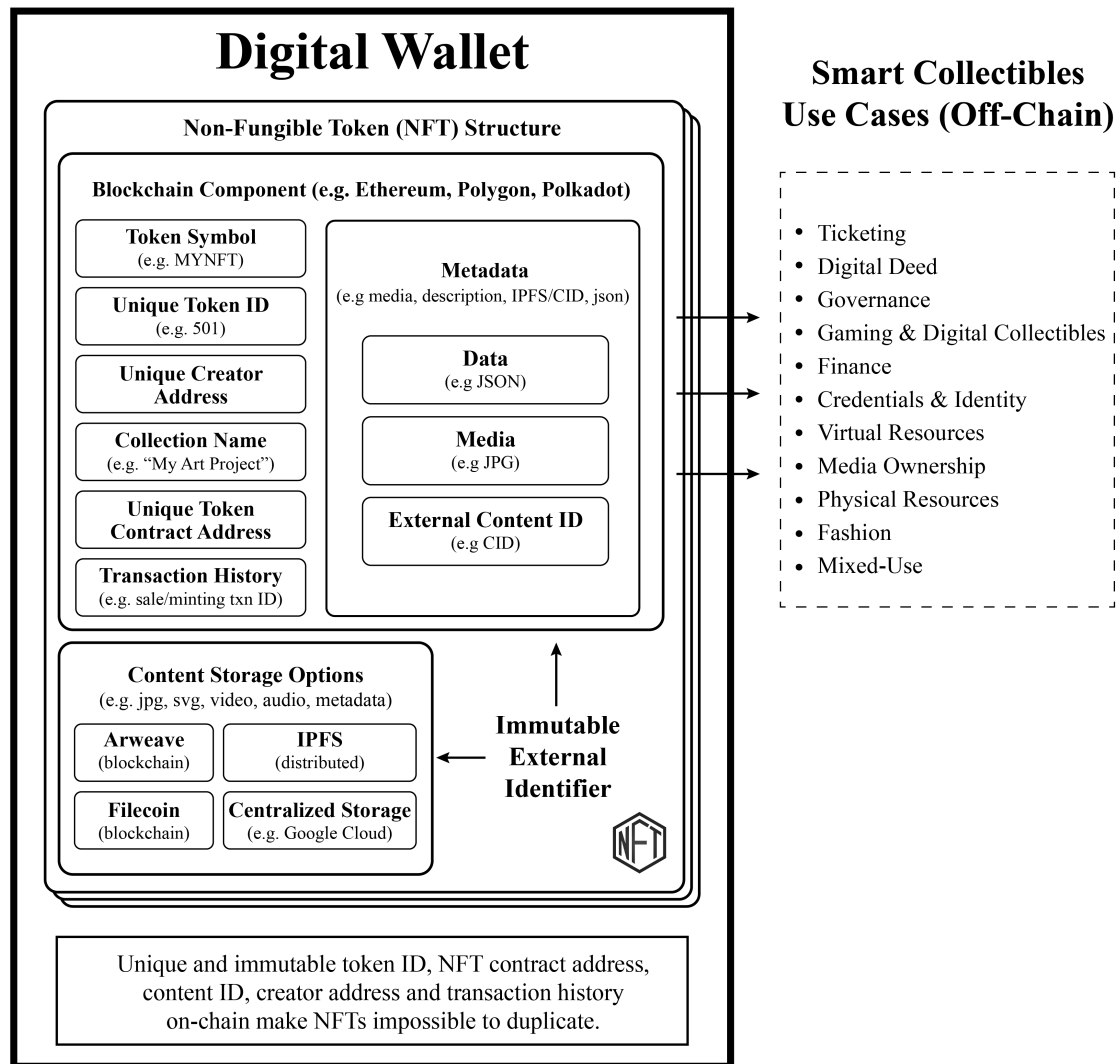 Digital Wallet
Non-Fungible Token (NFT) Structure
Blockchain Component (e.g. Ethereum, Polygon, Polkadot)
Token Symbol
(e.g. MYNFT)
Unique Token ID
(e.g. 501)
Unique Creator
Address
Collection Name
(e.g. “My Art Project”)
Unique Token
Contract Address
Transaction History
(e.g. sale/minting txn ID)
Metadata
(e.g media, description, IPFS/CID, json)
Data
(e.g JSON)
Media
(e.g JPG)
External Content ID
(e.g CID)
Content Storage Options
(e.g. jpg, svg, video, audio, metadata)
Arweave
(blockchain)
IPFS
(distributed)
Filecoin
(blockchain)
Centralized Storage
(e.g. Google Cloud)
Immutable
External
Identifier
NFT
Unique and immutable token ID, NFT contract address,
content ID, creator address and transaction history
on-chain make NFTs impossible to duplicate.
Smart Collectibles
Use Cases (Off-Chain)
• Ticketing
• Digital Deed
• Governance
• Gaming & Digital Collectibles
• Finance
• Credentials & Identity
• Virtual Resources
• Media Ownership
• Physical Resources
• Fashion
• Mixed-Use